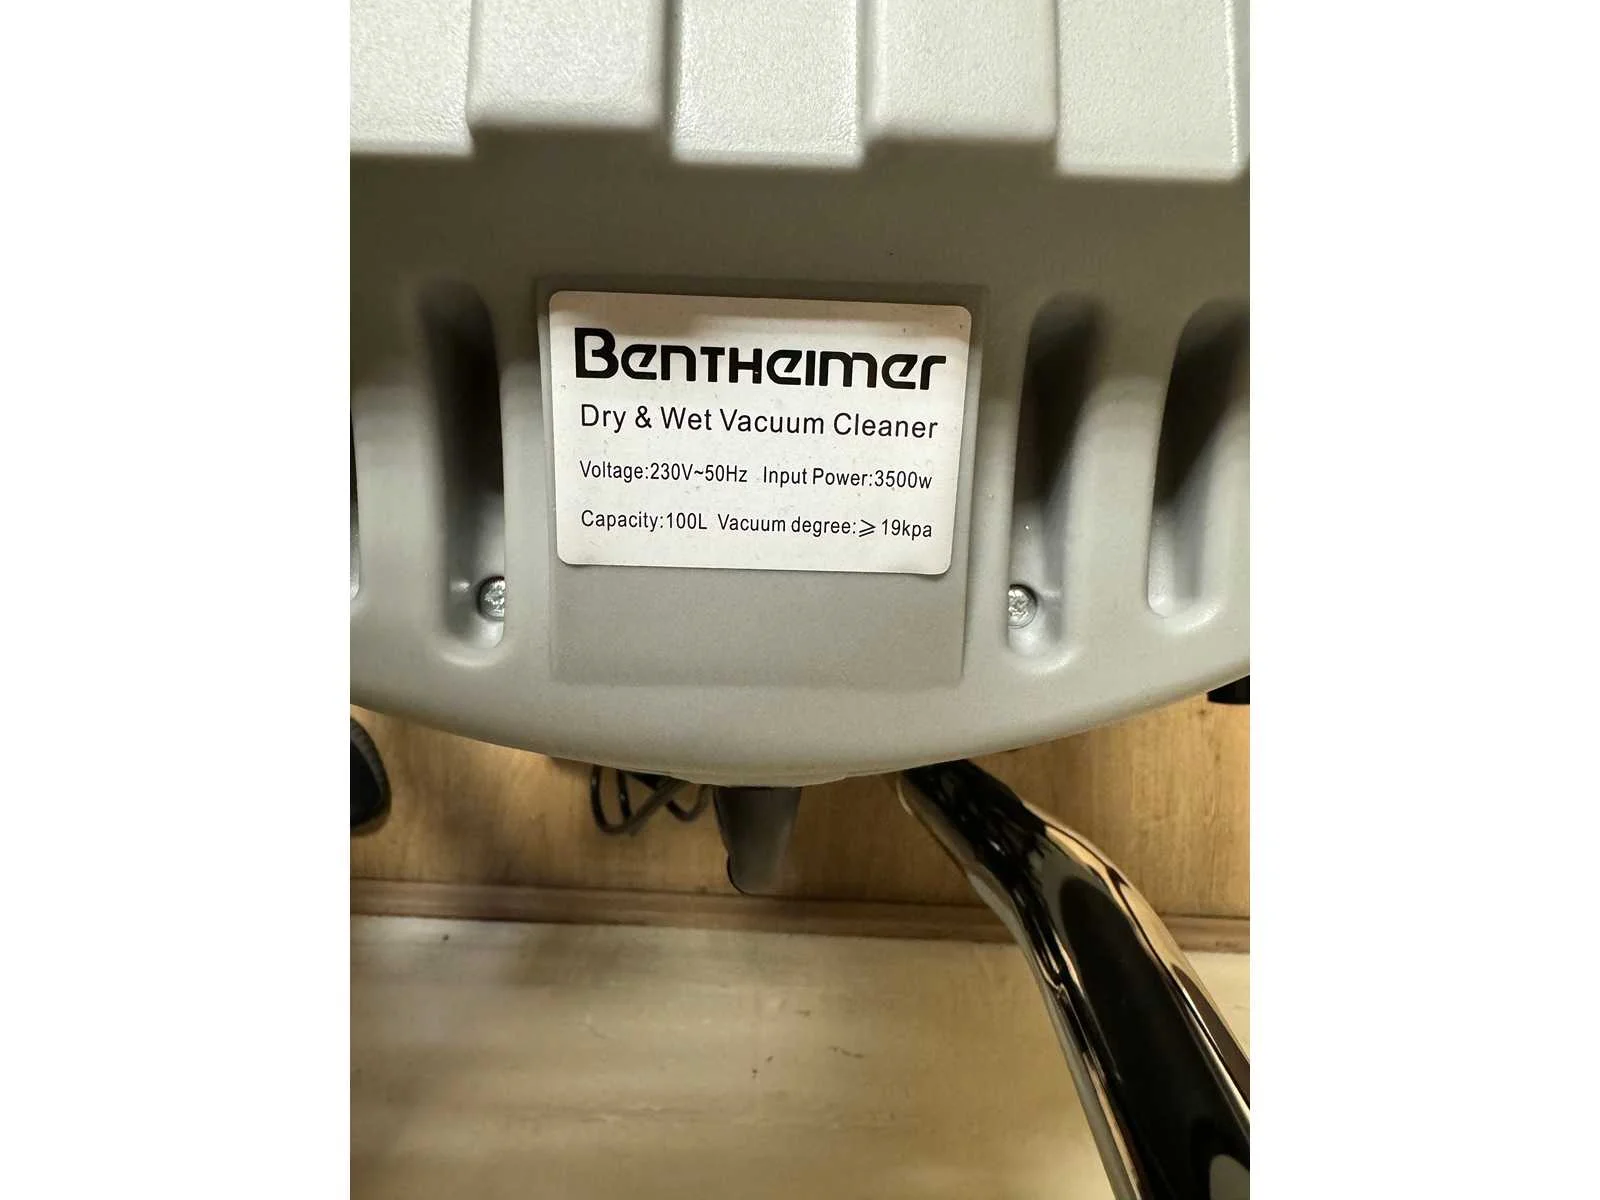 Bentheimer
Dry & Wet Vacuum Cleaner
Voltage:230V~50Hz Input Power:3500w
Capacity:100L Vacuum degree:⩾19kpa